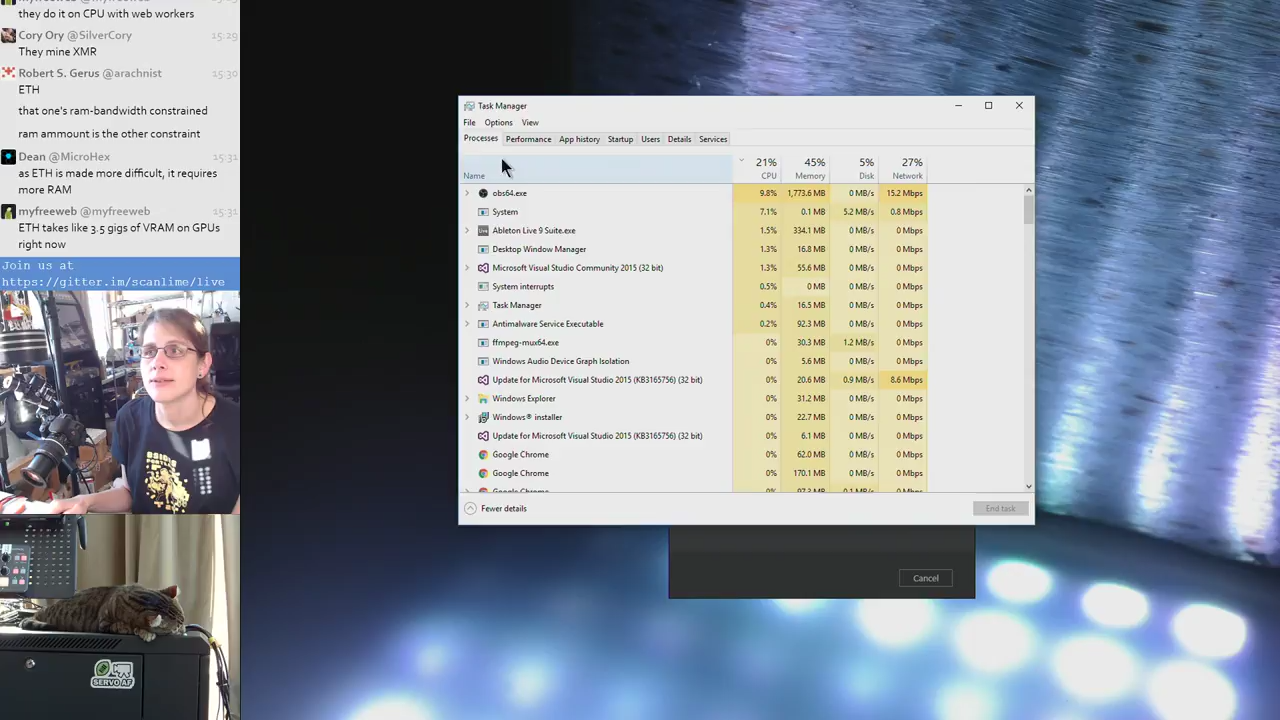 they do it on CPU with web workers
Cory Ory @SilverCory 15:29
They mine XMR
Robert S. Gerus @arachnist 15:30
ETH
that one's ram-bandwidth constrained
ram ammount is the other constraint
Dean @MicroHex 15:31
as ETH is made more difficult, it requires
more RAM
myfreeweb @myfreeweb 15:31
ETH takes like 3.5 gigs of VRAM on GPUs
right now
Join us at
https://gitter.im/scanlime/live
SERVO AF
Task Manager
File Options View
Processes Performance App history Startup Users Details Services
21% 45% 5% 27%
Name CPU Memory Disk Network
obs64.exe 9.8% 1,773.6 MB 0 MB/s 15.2 Mbps
System 7.1% 0.1 MB 5.2 MB/s 0.8 Mbps
Ableton Live 9 Suite.exe 1.5% 334.1 MB 0 MB/s 0 Mbps
Desktop Window Manager 1.3% 16.8 MB 0 MB/s 0 Mbps
Microsoft Visual Studio Community 2015 (32 bit) 1.3% 55.6 MB 0 MB/s 0 Mbps
System interrupts 0.5% 0 MB 0 MB/s 0 Mbps
Task Manager 0.4% 16.5 MB 0 MB/s 0 Mbps
Antimalware Service Executable 0.2% 92.3 MB 0 MB/s 0 Mbps
ffmpeg-mux64.exe 0% 30.3 MB 1.2 MB/s 0 Mbps
Windows Audio Device Graph Isolation 0% 5.6 MB 0 MB/s 0 Mbps
Update for Microsoft Visual Studio 2015 (KB3165756) (32 bit) 0% 20.6 MB 0.9 MB/s 8.6 Mbps
Windows Explorer 0% 31.2 MB 0 MB/s 0 Mbps
Windows® installer 0% 22.7 MB 0 MB/s 0 Mbps
Update for Microsoft Visual Studio 2015 (KB3165756) (32 bit) 0% 6.1 MB 0 MB/s 0 Mbps
Google Chrome 0% 62.0 MB 0 MB/s 0 Mbps
Google Chrome 0% 170.1 MB 0 MB/s 0 Mbps
Google Chrome 0% 97.3 MB 0.1 MB/s 0 Mbps
Fewer details End task
Cancel